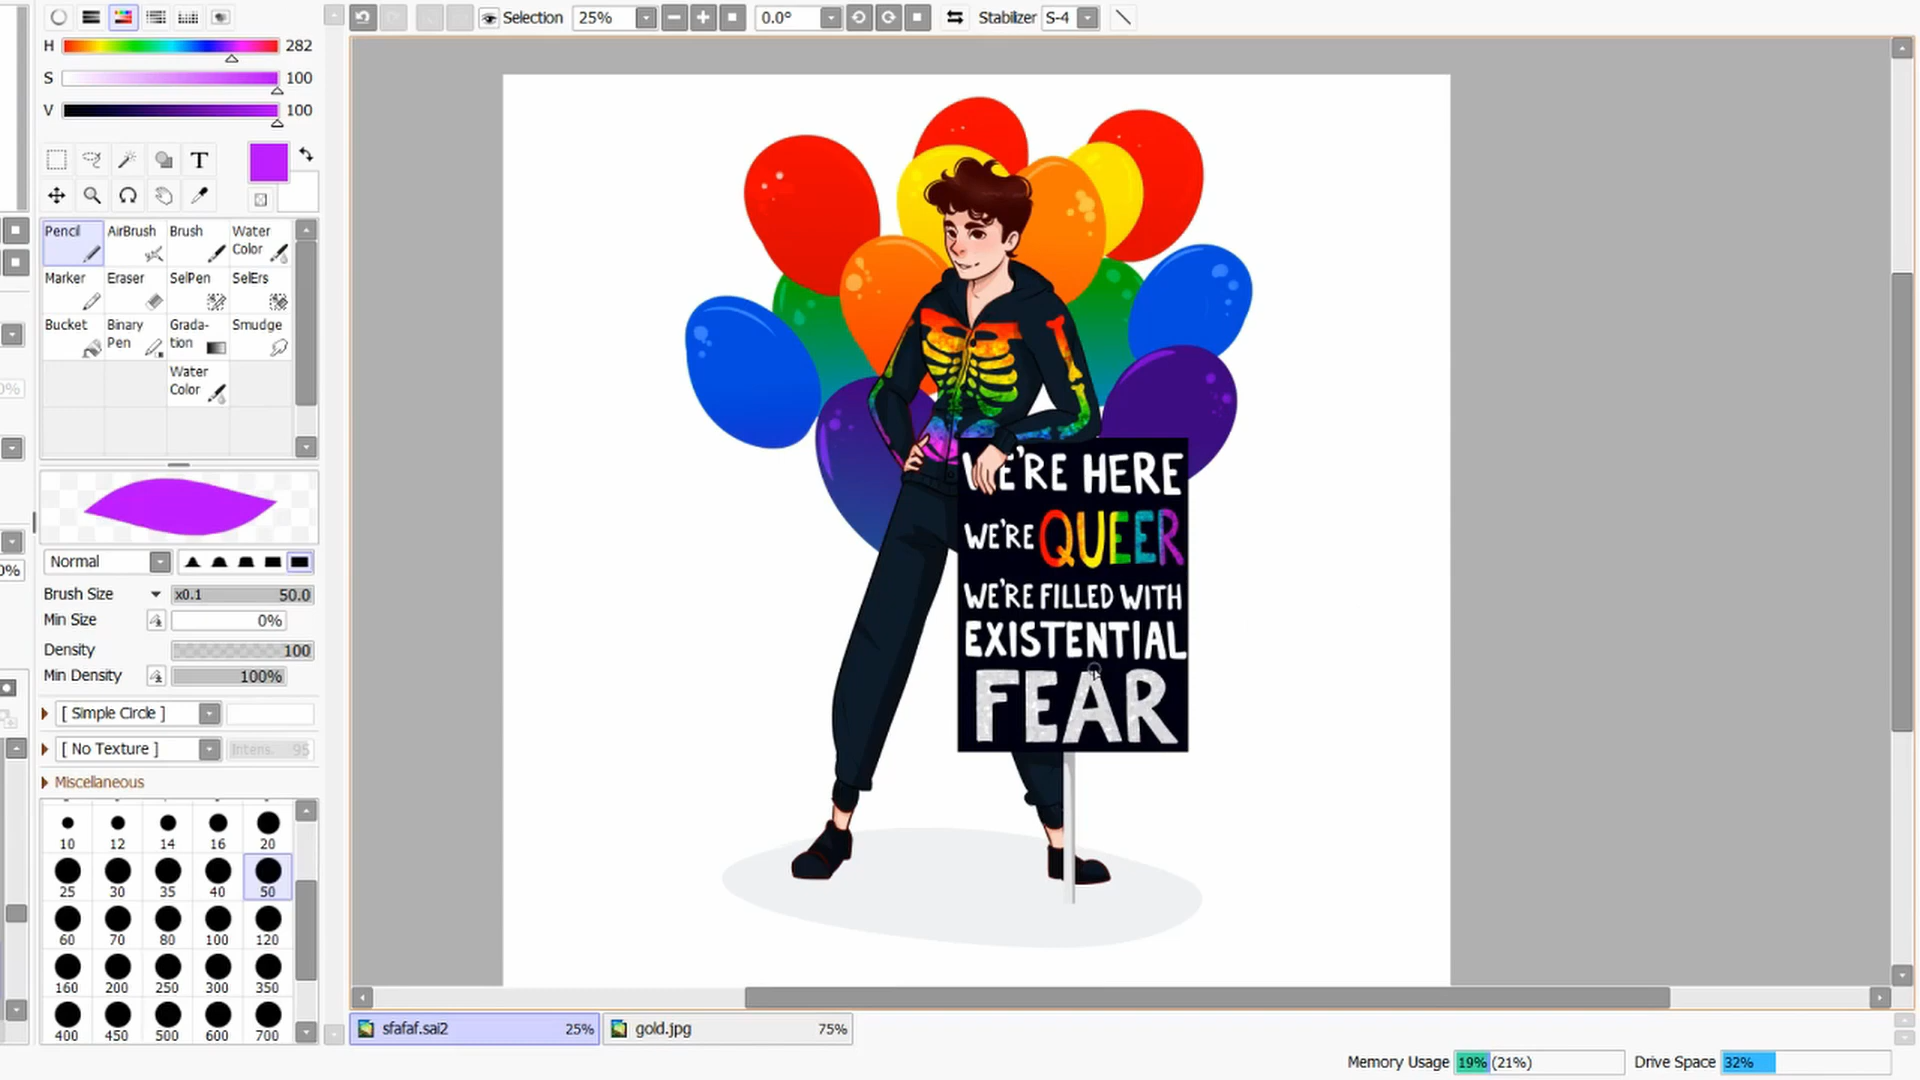 Selection 25% 0.0° Stabilizer S-4
H 282
S 100
V 100
T
Pencil AirBrush Brush Water Color
Marker Eraser SelPen SelErs
Bucket Binary Pen Grada-tion Smudge
Water Color
Normal
Brush Size x0.1 50.0
Min Size 0%
Density 100
Min Density 100%
[ Simple Circle ]
[ No Texture ] Intens. 95
Miscellaneous
10 12 14 16 20
25 30 35 40 50
60 70 80 100 120
160 200 250 300 350
400 450 500 600 700
WE'RE HERE
WE'RE QUEER
WE'RE FILLED WITH
EXISTENTIAL
FEAR
sfafaf.sai2 25% gold.jpg 75%
Memory Usage 19% (21%) Drive Space 32%